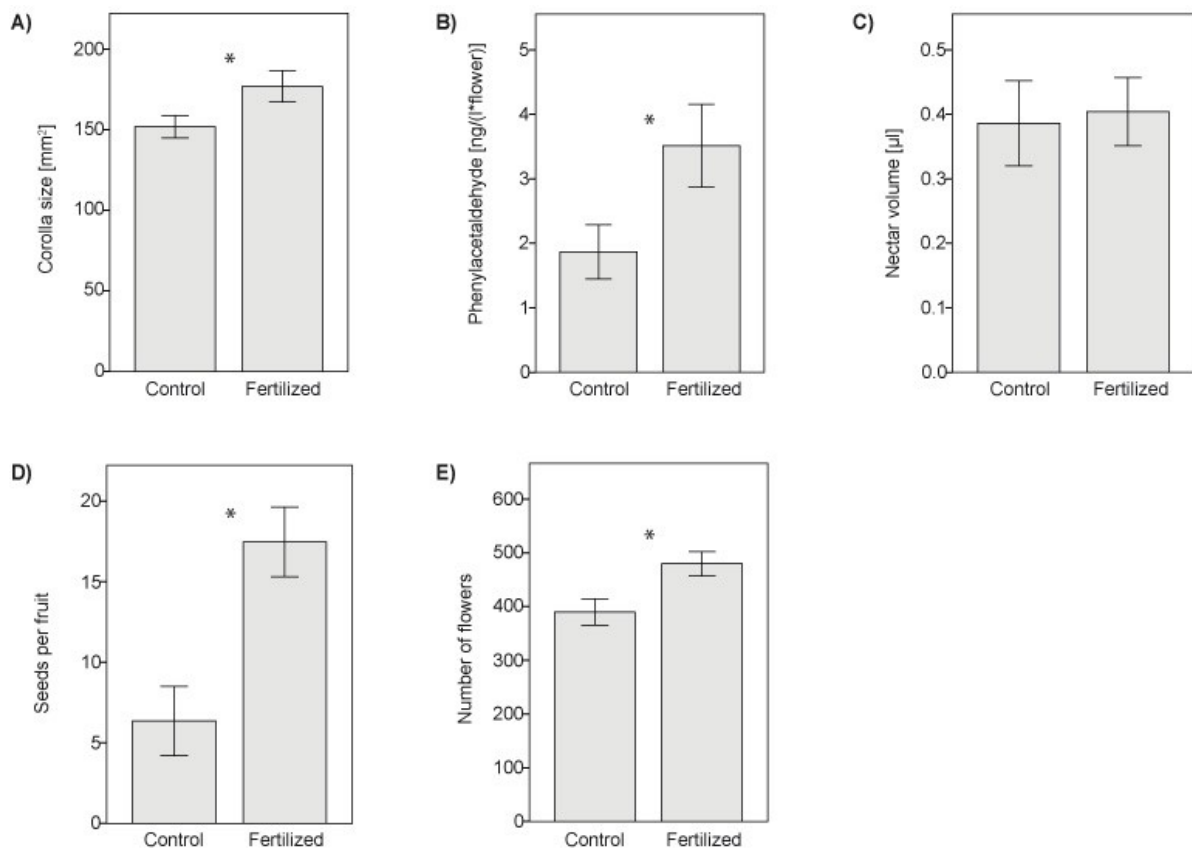 A)
Corolla size [mm²]
200
150
100
50
0
*
Control Fertilized
B)
Phenylacetaldehyde [ng/(l*flower)]
5
4
3
2
1
0
*
Control Fertilized
C)
Nectar volume [µl]
0.5
0.4
0.3
0.2
0.1
0.0
Control Fertilized
D)
Seeds per fruit
20
15
10
5
0
*
Control Fertilized
E)
Number of flowers
600
500
400
300
200
100
0
*
Control Fertilized